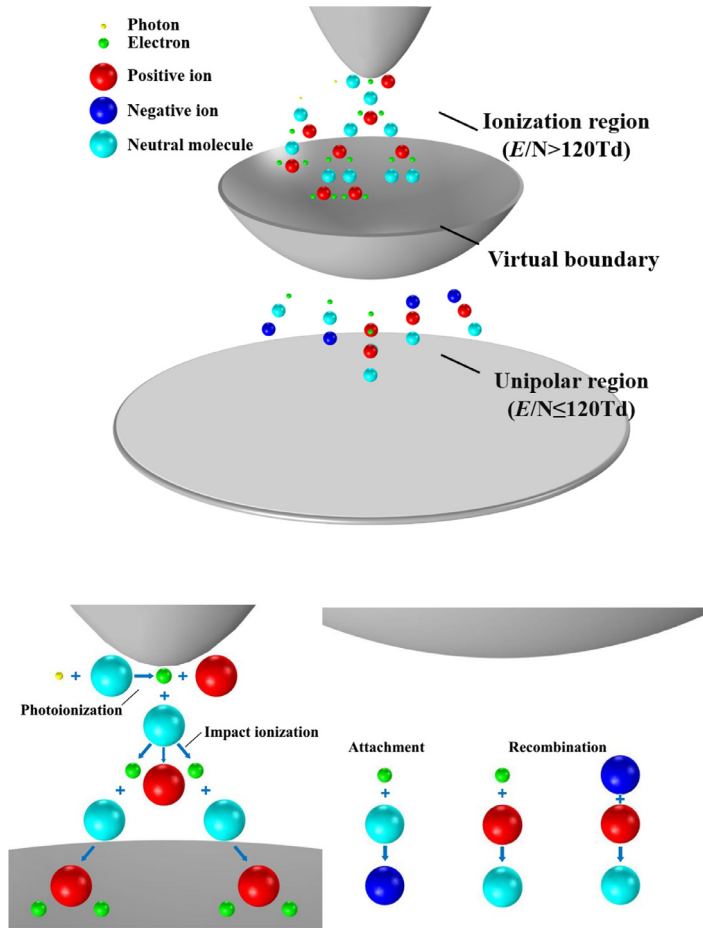 Photon
Electron
Positive ion
Negative ion
Neutral molecule
Ionization region
(E/N>120Td)
Virtual boundary
Unipolar region
(E/N≤120Td)
+ +
Photoionization
+
Impact ionization
+ +
Attachment Recombination
+ + +